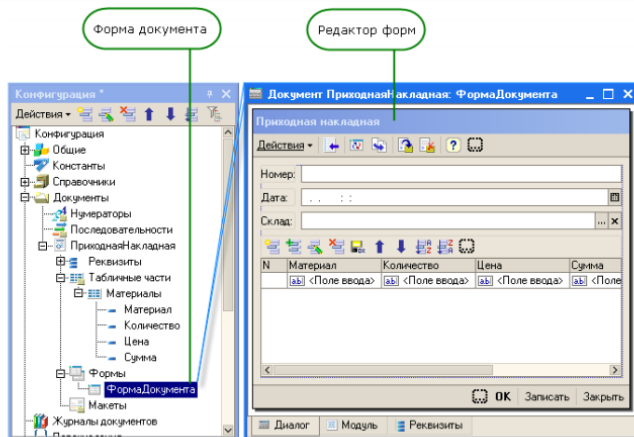 Форма документа
Редактор форм
Конфигурация *
Действия
Конфигурация
Общие
Константы
Справочники
Документы
Нумераторы
Последовательности
ПриходнаяНакладная
Реквизиты
Табличные части
Материалы
Материал
Количество
Цена
Сумма
Формы
ФормаДокумента
Макеты
Журналы документов
Документ ПриходнаяНакладная: ФормаДокумента
Приходная накладная
Действия
Номер:
Дата: . . : :
Склад:
N Материал Количество Цена Сумма
<Поле ввода> <Поле ввода> <Поле ввода> <Поле
OK Записать Закрыть
Диалог Модуль Реквизиты